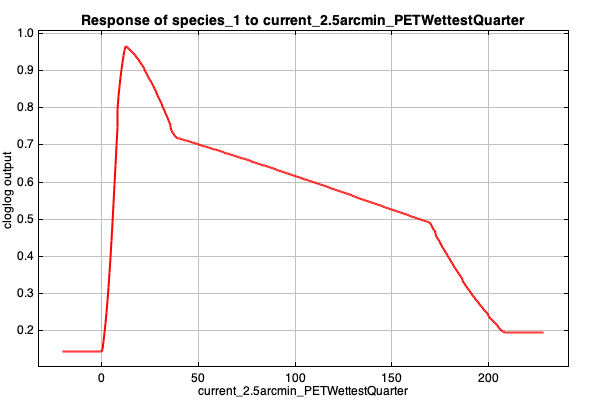 Response of species_1 to current_2.5arcmin_PETWettestQuarter
cloglog output
1.0
0.9
0.8
0.7
0.6
0.5
0.4
0.3
0.2
0 50 100 150 200
current_2.5arcmin_PETWettestQuarter